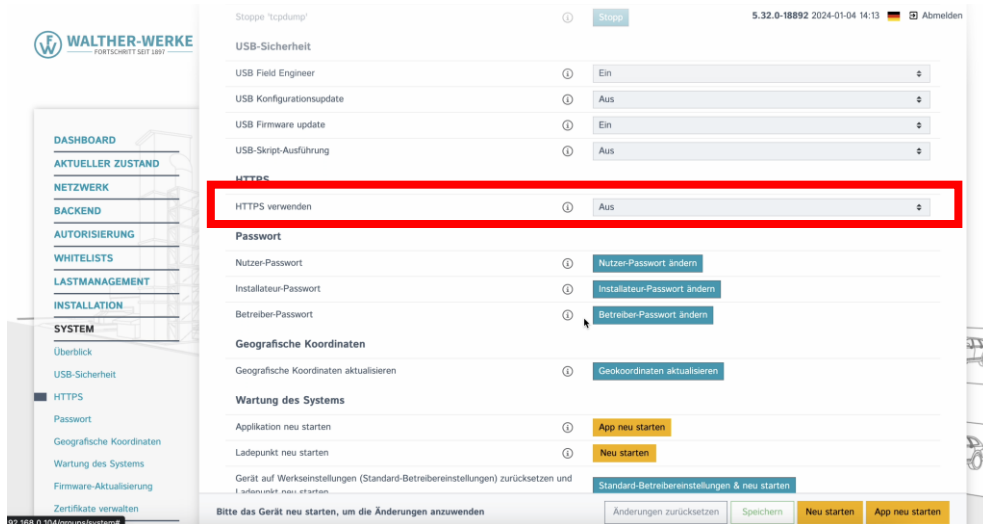 Stoppe 'tcpdump'
Stopp
5.32.0-18892 2024-01-04 14:13
Abmelden
WALTHER-WERKE
FORTSCHRITT SEIT 1897
DASHBOARD
AKTUELLER ZUSTAND
NETZWERK
BACKEND
AUTORISIERUNG
WHITELISTS
LASTMANAGEMENT
INSTALLATION
SYSTEM
Überblick
USB-Sicherheit
HTTPS
Passwort
Geografische Koordinaten
Wartung des Systems
Firmware-Aktualisierung
Zertifikate verwalten
USB-Sicherheit
USB Field Engineer
Ein
USB Konfigurationsupdate
Aus
USB Firmware update
Ein
USB-Skript-Ausführung
Aus
HTTPS
HTTPS verwenden
Aus
Passwort
Nutzer-Passwort
Nutzer-Passwort ändern
Installateur-Passwort
Installateur-Passwort ändern
Betreiber-Passwort
Betreiber-Passwort ändern
Geografische Koordinaten
Geografische Koordinaten aktualisieren
Geokoordinaten aktualisieren
Wartung des Systems
Applikation neu starten
App neu starten
Ladepunkt neu starten
Neu starten
Gerät auf Werkseinstellungen (Standard-Betreibereinstellungen) zurücksetzen und
Ladepunkt neu starten
Standard-Betreibereinstellungen & neu starten
Bitte das Gerät neu starten, um die Änderungen anzuwenden
Änderungen zurücksetzen
Speichern
Neu starten
App neu starten
92.168.0.104/groups/system#